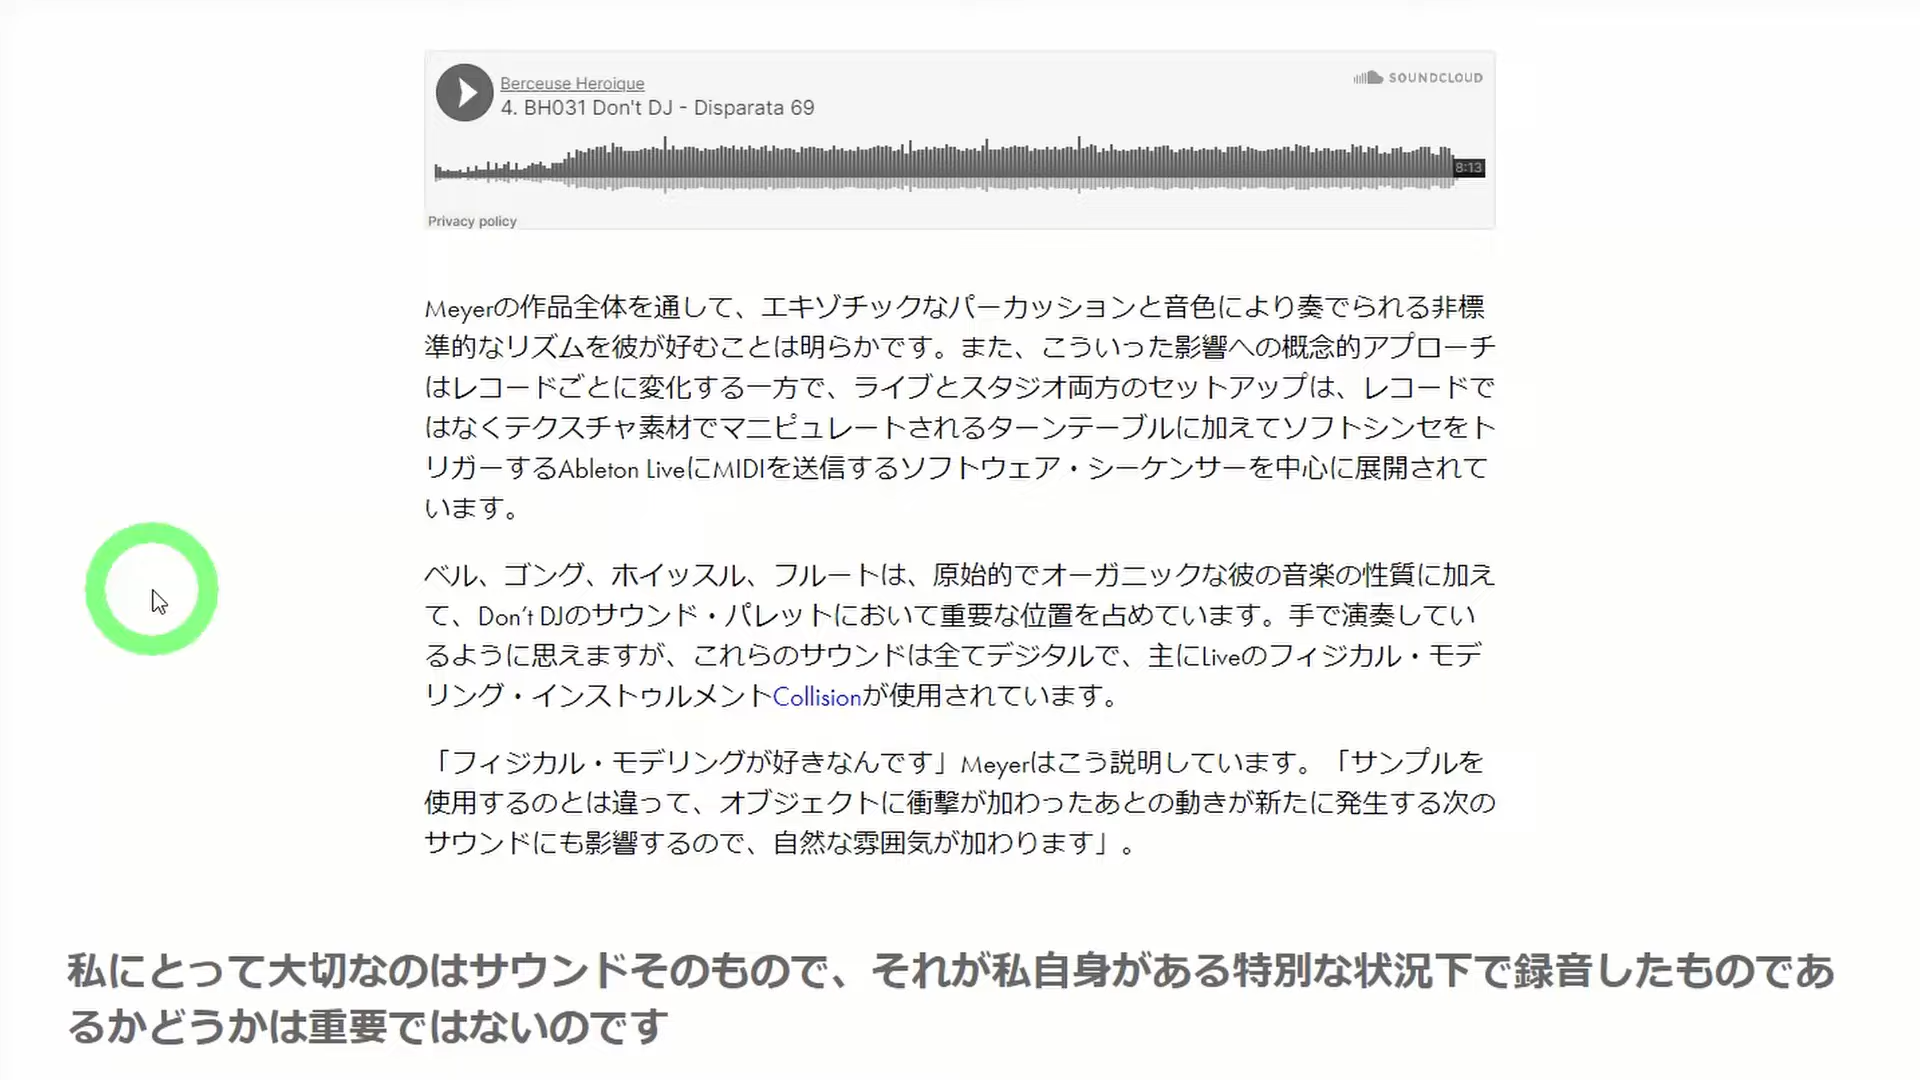 Berceuse Heroique
SOUNDCLOUD
4. BH031 Don't DJ - Disparata 69
8:13
Privacy policy
Meyerの作品全体を通して、エキゾチックなパーカッションと音色により奏でられる非標
準的なリズムを彼が好むことは明らかです。また、こういった影響への概念的アプローチ
はレコードごとに変化する一方で、ライブとスタジオ両方のセットアップは、レコードで
はなくテクスチャ素材でマニピュレートされるターンテーブルに加えてソフトシンセをト
リガーするAbleton LiveにMIDIを送信するソフトウェア・シーケンサーを中心に展開されて
います。
ベル、ゴング、ホイッスル、フルートは、原始的でオーガニックな彼の音楽の性質に加え
て、Don’t DJのサウンド・パレットにおいて重要な位置を占めています。手で演奏してい
るように思えますが、これらのサウンドは全てデジタルで、主にLiveのフィジカル・モデ
リング・インストゥルメントCollisionが使用されています。
「フィジカル・モデリングが好きなんです」Meyerはこう説明しています。「サンプルを
使用するのとは違って、オブジェクトに衝撃が加わったあとの動きが新たに発生する次の
サウンドにも影響するので、自然な雰囲気が加わります」。
私にとって大切なのはサウンドそのもので、それが私自身がある特別な状況下で録音したものであ
るかどうかは重要ではないのです